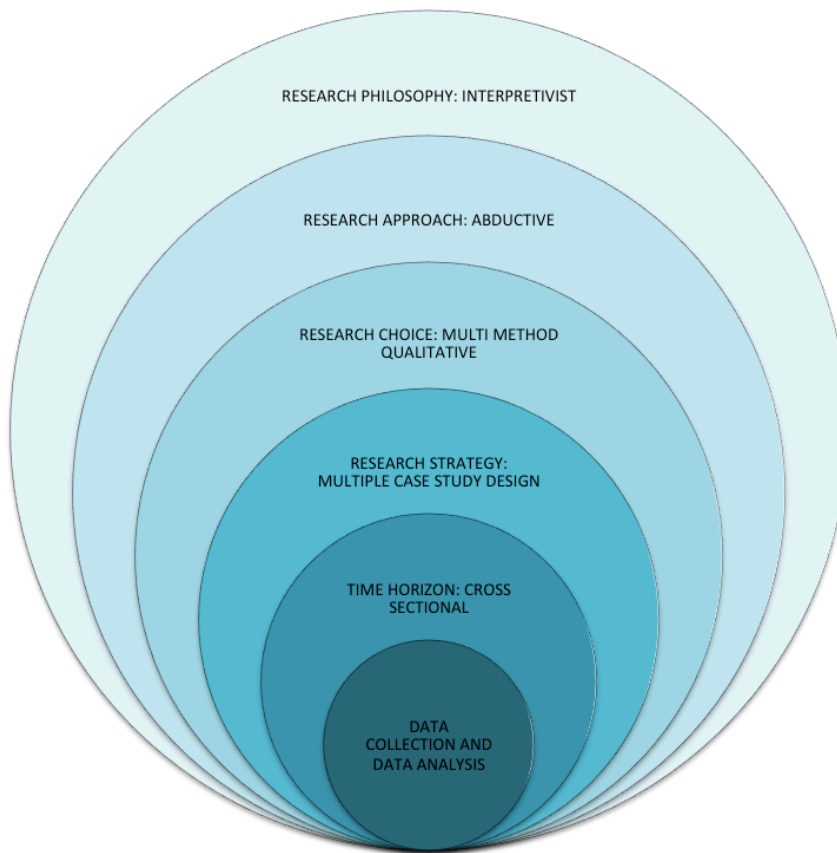 RESEARCH PHILOSOPHY: INTERPRETIVIST
RESEARCH APPROACH: ABDUCTIVE
RESEARCH CHOICE: MULTI METHOD
QUALITATIVE
RESEARCH STRATEGY:
MULTIPLE CASE STUDY DESIGN
TIME HORIZON: CROSS
SECTIONAL
DATA
COLLECTION AND
DATA ANALYSIS